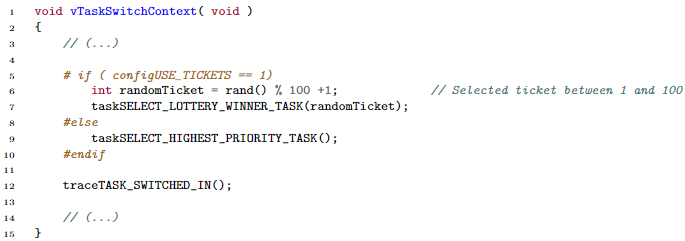 1 void vTaskSwitchContext( void )
2 {
3 // (...)
4
5 # if ( configUSE_TICKETS == 1)
6 int randomTicket = rand() % 100 +1; // Selected ticket between 1 and 100
7 taskSELECT_LOTTERY_WINNER_TASK(randomTicket);
8 #else
9 taskSELECT_HIGHEST_PRIORITY_TASK();
10 #endif
11
12 traceTASK_SWITCHED_IN();
13
14 // (...)
15 }